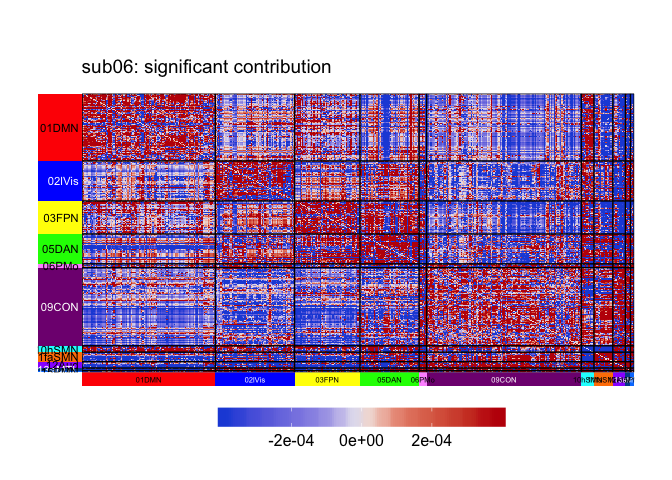 sub06: significant contribution
01DMN
02lVis
03FPN
05DAN
06PMo
09CON
01DMN
02lVis
03FPN
05DAN
06PMo
09CON
-2e-04
0e+00
2e-04